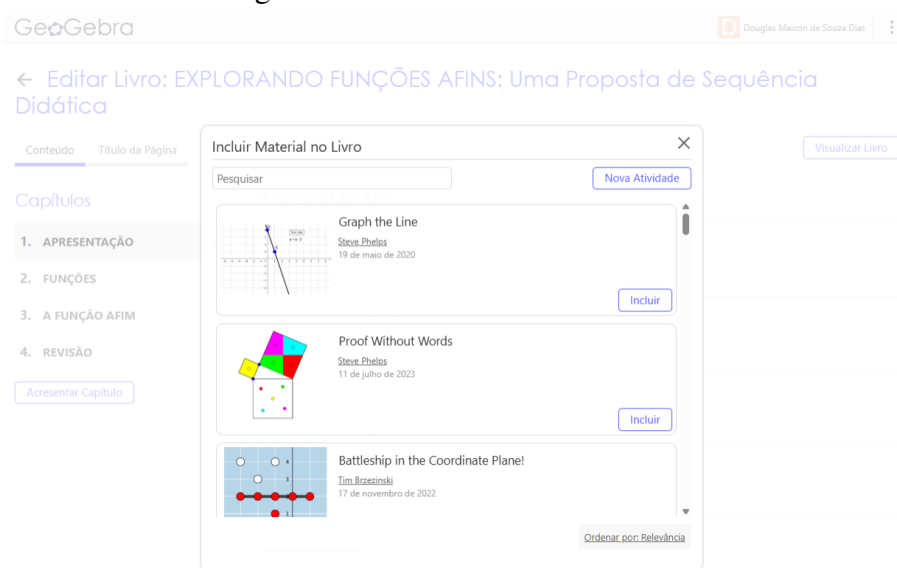 GeoGebra
Douglas Maicon de Souza Dias
Editar Livro: EXPLORANDO FUNÇÕES AFINS: Uma Proposta de Sequência
Didática
Conteúdo
Título da Página
Visualizar Livro
Capítulos
1. APRESENTAÇÃO
2. FUNÇÕES
3. A FUNÇÃO AFIM
4. REVISÃO
Acresentar Capítulo
Incluir Material no Livro
Pesquisar
Nova Atividade
Graph the Line
Steve Phelps
19 de maio de 2020
Incluir
Proof Without Words
Steve Phelps
11 de julho de 2023
Incluir
Battleship in the Coordinate Plane!
Tim Brzezinski
17 de novembro de 2022
Ordenar por: Relevância